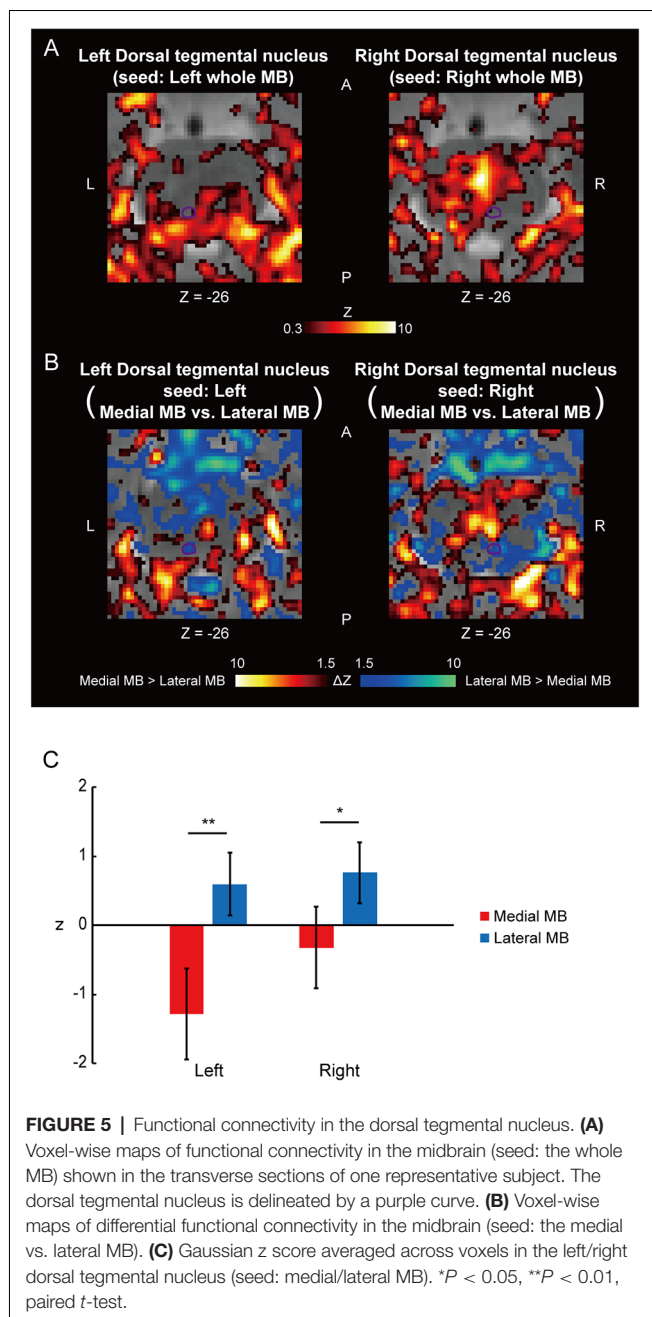 A
Left Dorsal tegmental nucleus
(seed: Left whole MB)
Right Dorsal tegmental nucleus
(seed: Right whole MB)
A
L
R
P
Z = -26
Z = -26
Z
0.3
10
B
Left Dorsal tegmental nucleus
( seed: Left )
Medial MB vs. Lateral MB
Right Dorsal tegmental nucleus
( seed: Right )
Medial MB vs. Lateral MB
A
L
R
P
Z = -26
Z = -26
Medial MB > Lateral MB
10
1.5
ΔZ
1.5
10
Lateral MB > Medial MB
C
2
1
0
-1
-2
z
**
*
Left
Right
Medial MB
Lateral MB
FIGURE 5 | Functional connectivity in the dorsal tegmental nucleus. (A)
Voxel-wise maps of functional connectivity in the midbrain (seed: the whole
MB) shown in the transverse sections of one representative subject. The
dorsal tegmental nucleus is delineated by a purple curve. (B) Voxel-wise
maps of differential functional connectivity in the midbrain (seed: the medial
vs. lateral MB). (C) Gaussian z score averaged across voxels in the left/right
dorsal tegmental nucleus (seed: medial/lateral MB). *P < 0.05, **P < 0.01,
paired t-test.